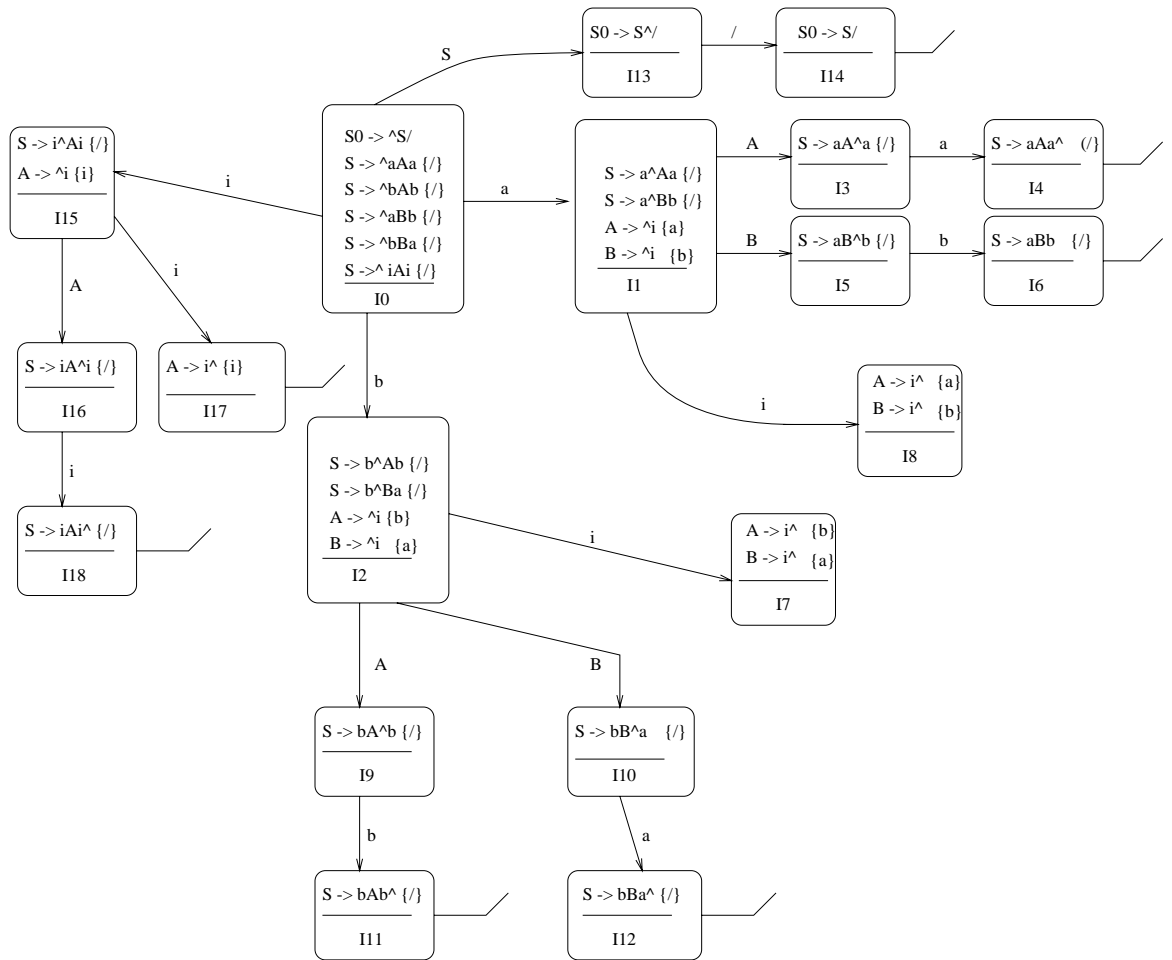 S0 -> S^/
I13
/
S0 -> S/
I14
S
S -> i^Ai {/}
A -> ^i {i}
I15
i
S0 -> ^S/
S -> ^aAa {/}
S -> ^bAb {/}
S -> ^aBb {/}
S -> ^bBa {/}
S ->^ iAi {/}
I0
a
S -> a^Aa {/}
S -> a^Bb {/}
A -> ^i {a}
B -> ^i {b}
I1
A
S -> aA^a {/}
I3
a
S -> aAa^ (/}
I4
B
S -> aB^b {/}
I5
b
S -> aBb {/}
I6
A
i
S -> iA^i {/}
I16
A -> i^ {i}
I17
b
i
A -> i^ {a}
B -> i^ {b}
I8
i
S -> iAi^ {/}
I18
S -> b^Ab {/}
S -> b^Ba {/}
A -> ^i {b}
B -> ^i {a}
I2
i
A -> i^ {b}
B -> i^ {a}
I7
A
B
S -> bA^b {/}
I9
S -> bB^a {/}
I10
b
a
S -> bAb^ {/}
I11
S -> bBa^ {/}
I12